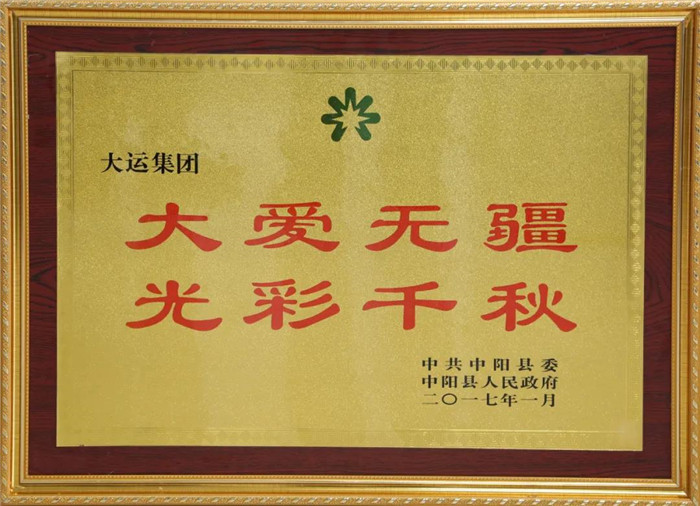 大运集团
大爱无疆
光彩千秋
中共中阳县委
中阳县人民政府
二〇一七年一月